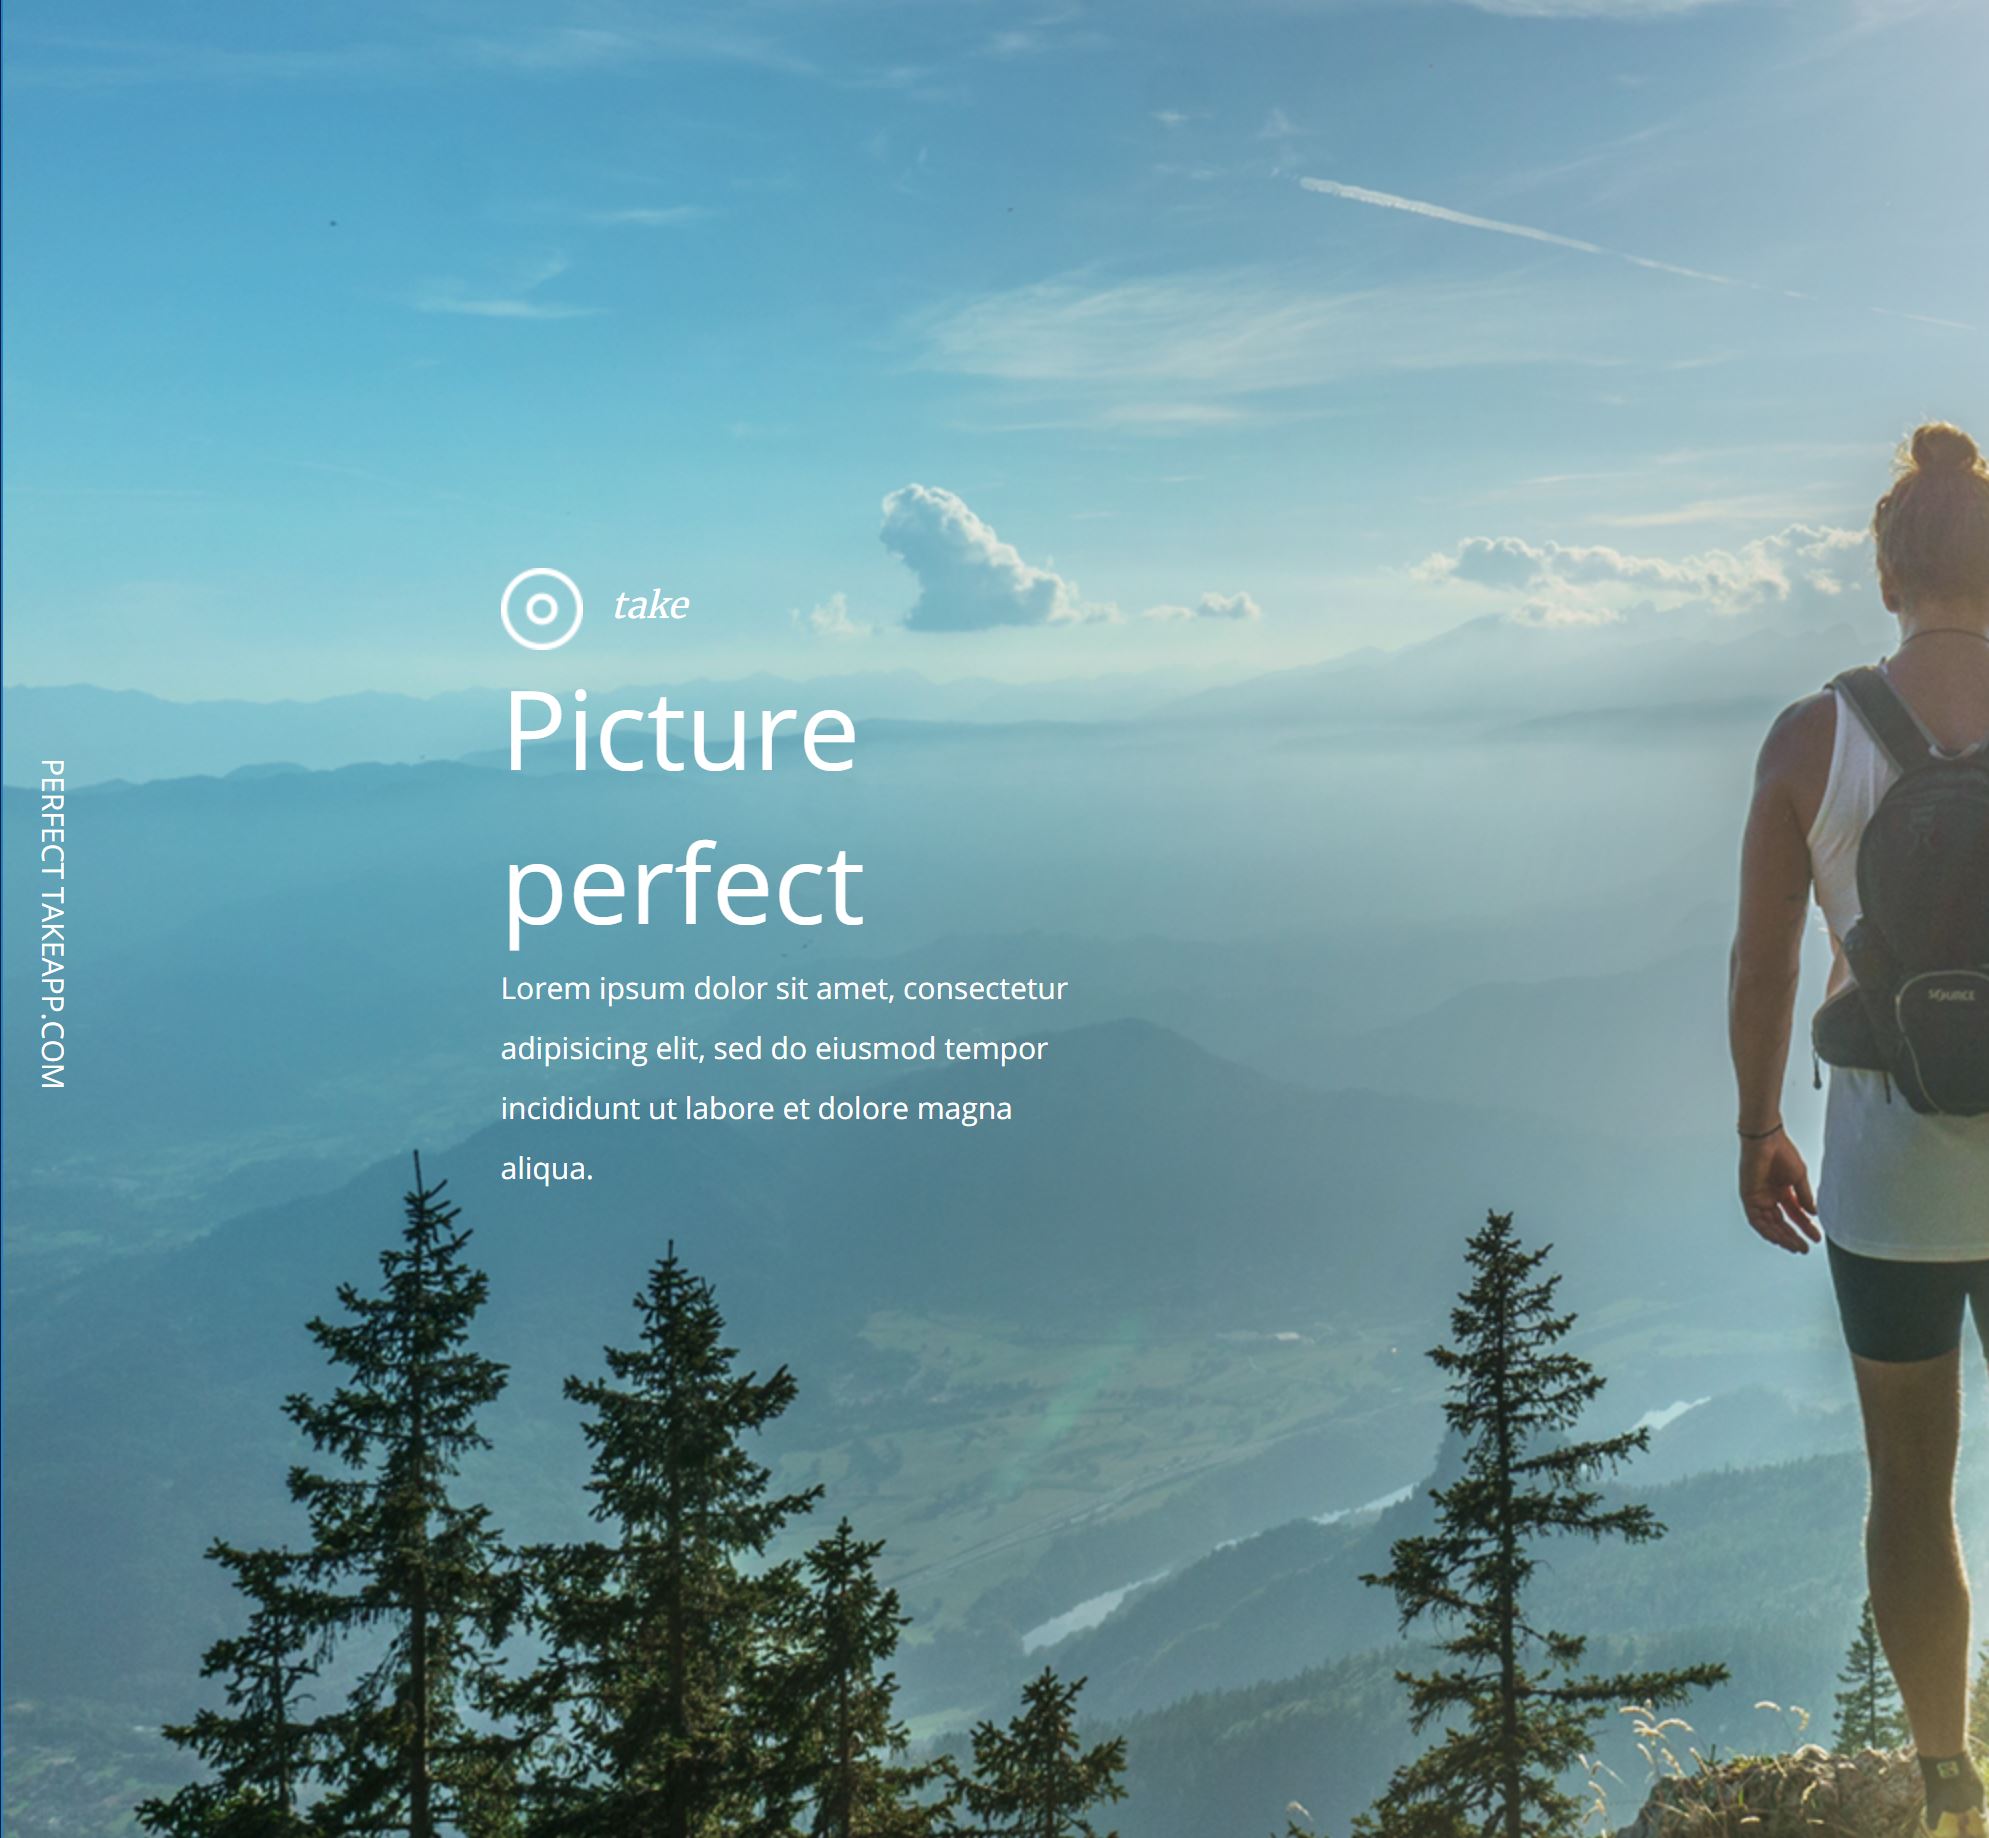 take
Picture
perfect
Lorem ipsum dolor sit amet, consectetur
adipisicing elit, sed do eiusmod tempor
incididunt ut labore et dolore magna
aliqua.
PERFECT TAKEAPP.COM
SOURCE